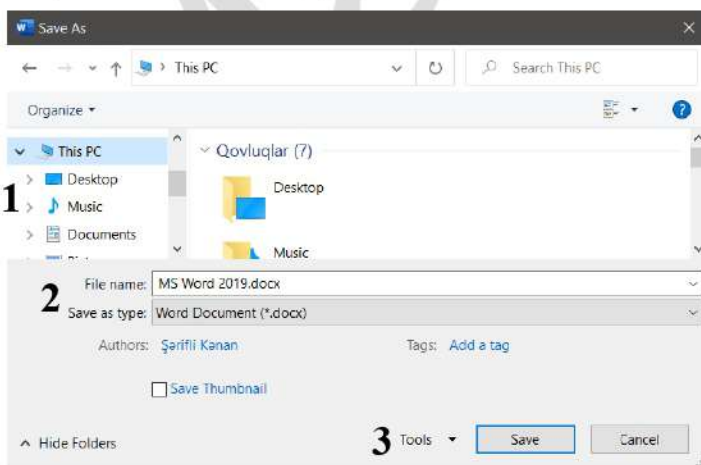 Save As
This PC
Search This PC
Organize
This PC
Qovluqlar (7)
Desktop
Desktop
1
Music
Documents
Music
2
File name: MS Word 2019.docx
Save as type: Word Document (*.docx)
Authors: Şərifli Kənan
Tags: Add a tag
Save Thumbnail
Hide Folders
3
Tools
Save
Cancel